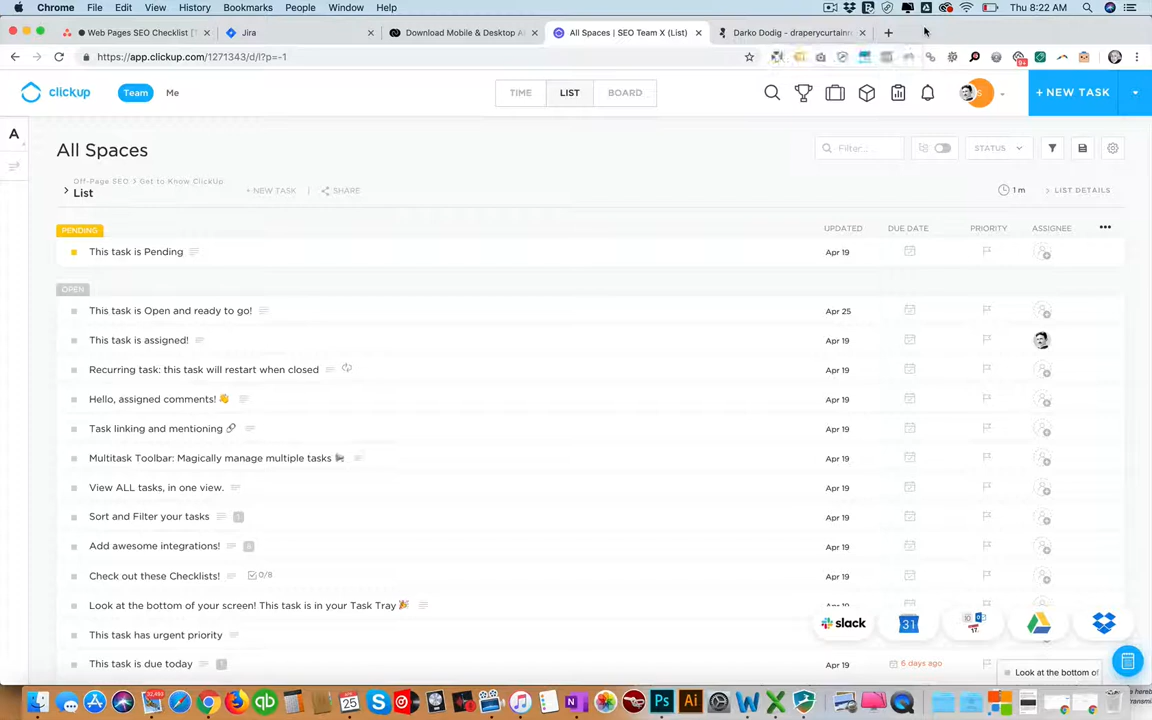 Chrome File Edit View History Bookmarks People Window Help Thu 8:22 AM
Web Pages SEO Checklist [ Jira Download Mobile & Desktop A All Spaces | SEO Team X (List) Darko Dodig - draperycurtain
https://app.clickup.com/1271343/d/l?p=-1
clickup Team Me TIME LIST BOARD + NEW TASK
A
All Spaces Filter... STATUS
Off-Page SEO > Get to Know ClickUp
List + NEW TASK | SHARE 1 m > LIST DETAILS
PENDING UPDATED DUE DATE PRIORITY ASSIGNEE
This task is Pending Apr 19
OPEN
This task is Open and ready to go! Apr 25
This task is assigned! Apr 19
Recurring task: this task will restart when closed Apr 19
Hello, assigned comments! 👋 Apr 19
Task linking and mentioning 🔗 Apr 19
Multitask Toolbar: Magically manage multiple tasks Apr 19
View ALL tasks, in one view. Apr 19
Sort and Filter your tasks 1 Apr 19
Add awesome integrations! Apr 19
Check out these Checklists! 0/8 Apr 19
Look at the bottom of your screen! This task is in your Task Tray 🎉 Apr 19
slack 31
This task has urgent priority
This task is due today 1 Apr 19 6 days ago
Look at the bottom of
25